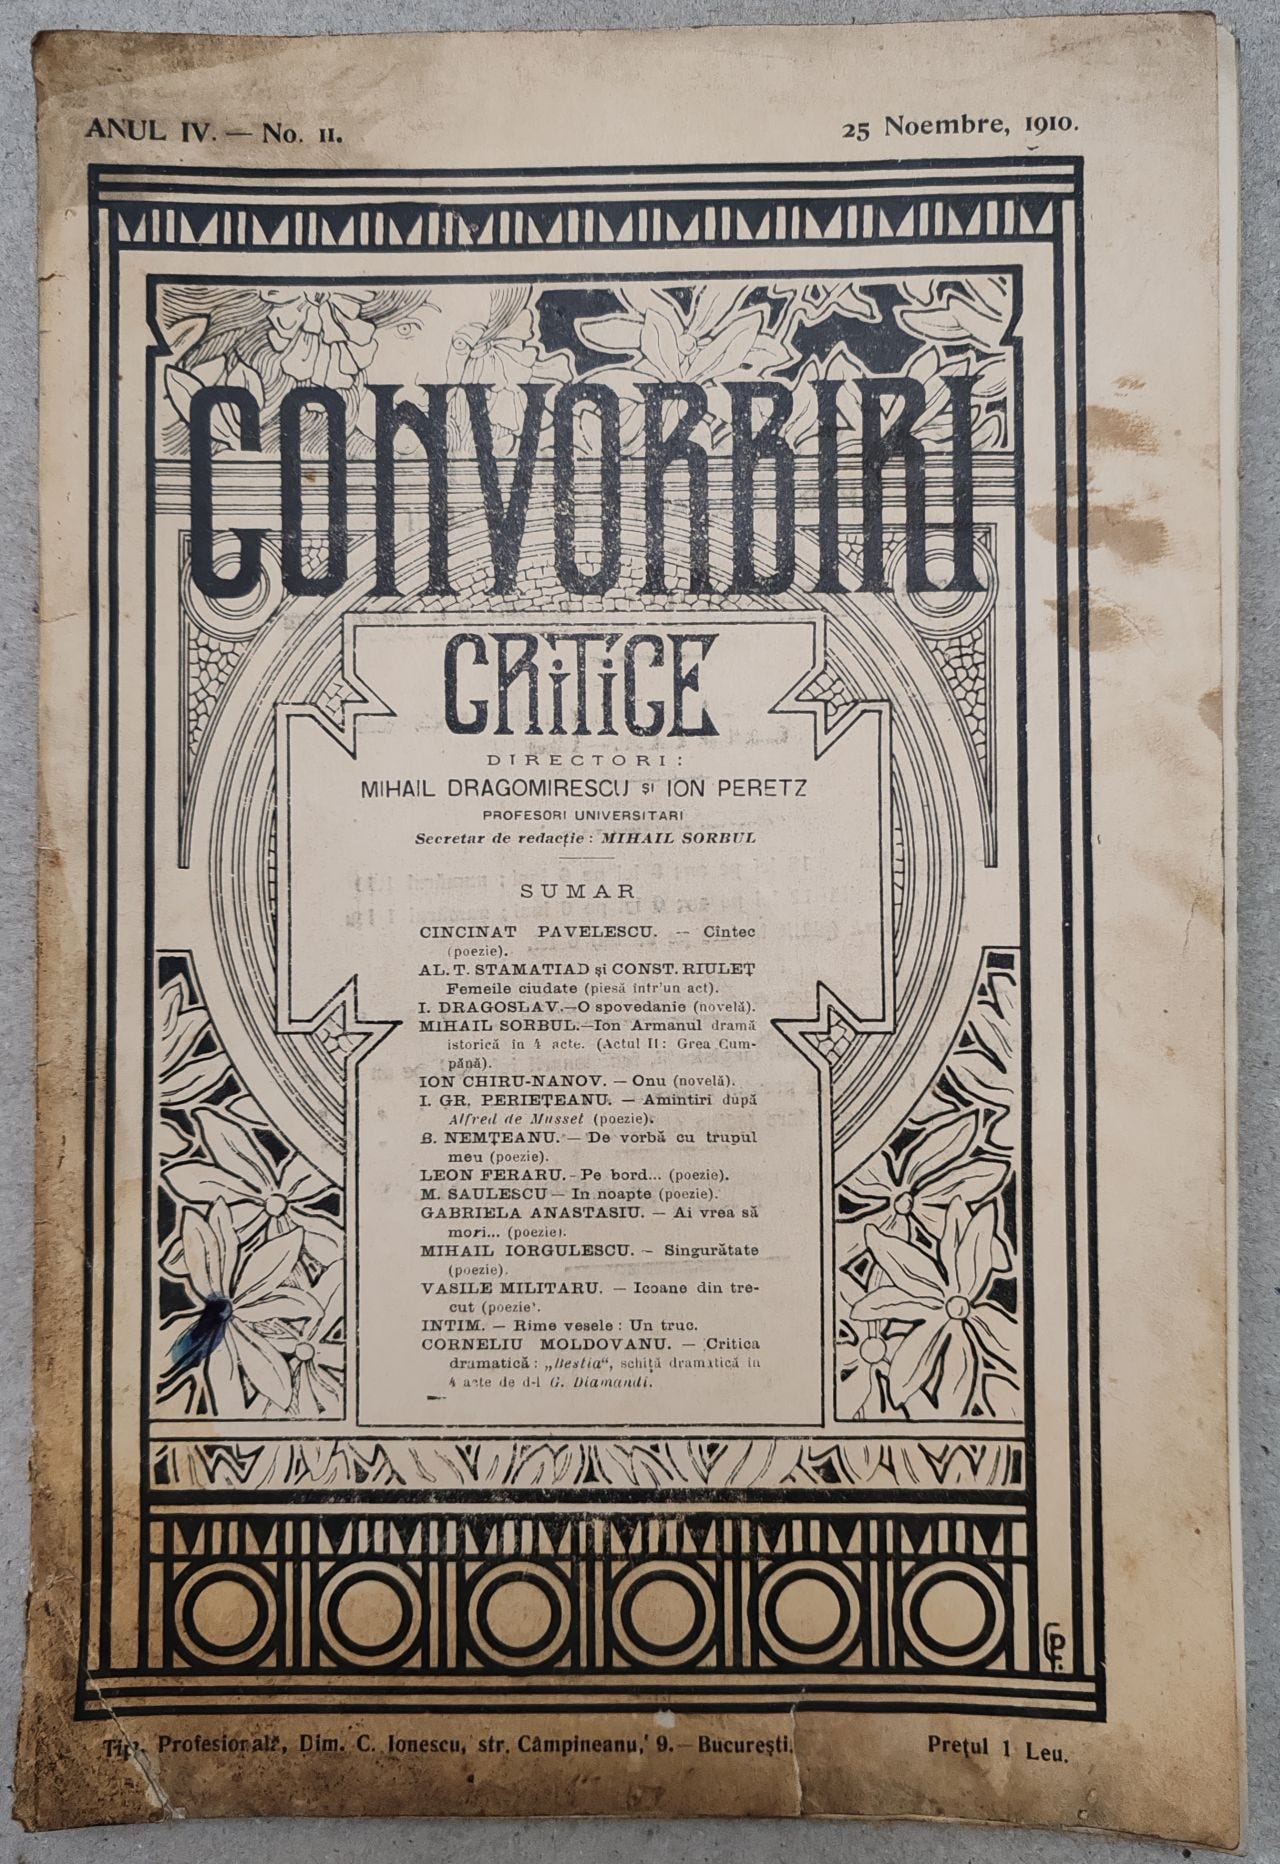 ANUL IV. — No. 11.
25 Noembre, 1910.
CONVORBIRI
CRITICE
DIRECTORI:
MIHAIL DRAGOMIRESCU ȘI ION PERETZ
PROFESORI UNIVERSITARI
Secretar de redacție: MIHAIL SORBUL
SUMAR
CINCINAT PAVELESCU. — Cîntec
(poezie).
AL. T. STAMATIAD și CONST. RIULEȚ
Femeile ciudate (piesă într'un act).
I. DRAGOSLAV.—O spovedanie (novelă).
MIHAIL SORBUL.—Ion Armanul dramă
istorică în 4 acte. (Actul II: Grea Cum-
pănă).
ION CHIRU-NANOV. — Onu (novelă).
I. GR. PERIEȚEANU. — Amintiri după
Alfred de Musset (poezie).
B. NEMȚEANU. — De vorbă cu trupul
meu (poezie).
LEON FERARU. - Pe bord... (poezie).
M. SAULESCU — In noapte (poezie).
GABRIELA ANASTASIU. — Ai vrea să
mori... (poezie).
MIHAIL IORGULESCU. — Singurătate
(poezie).
VASILE MILITARU. — Icoane din tre-
cut (poezie).
INTIM. — Rime vesele: Un truc.
CORNELIU MOLDOVANU. — Critica
dramatică: „Bestia“, schiță dramatică în
4 acte de d-l G. Diamandi.
Tip. Profesională, Dim. C. Ionescu, str. Câmpineanu, 9.—București.
Prețul 1 Leu.